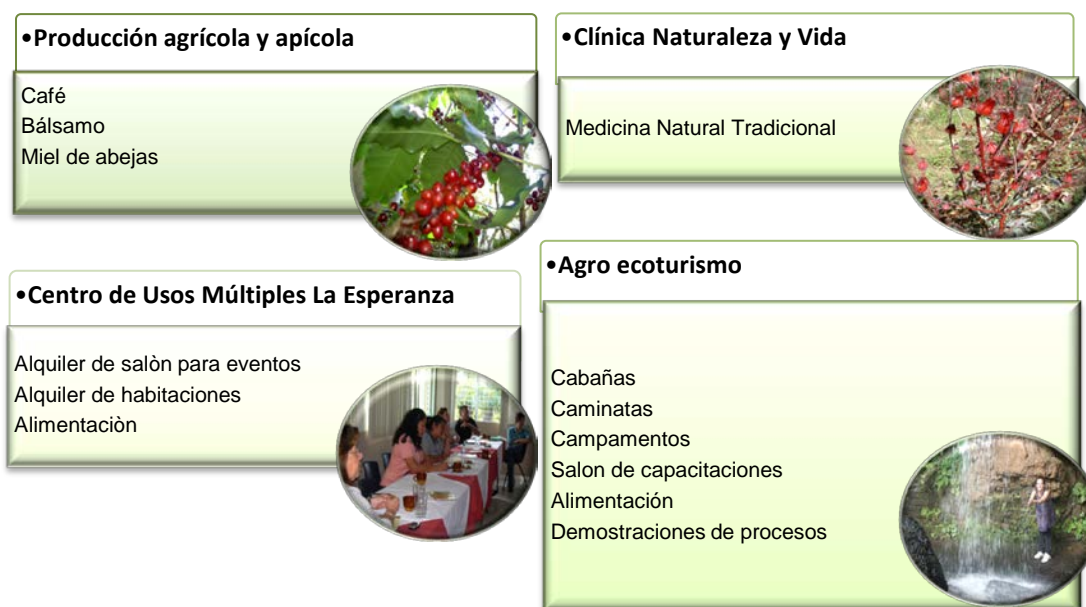 •Producción agrícola y apícola
Café
Bálsamo
Miel de abejas
•Clínica Naturaleza y Vida
Medicina Natural Tradicional
•Centro de Usos Múltiples La Esperanza
Alquiler de salòn para eventos
Alquiler de habitaciones
Alimentaciòn
•Agro ecoturismo
Cabañas
Caminatas
Campamentos
Salon de capacitaciones
Alimentación
Demostraciones de procesos